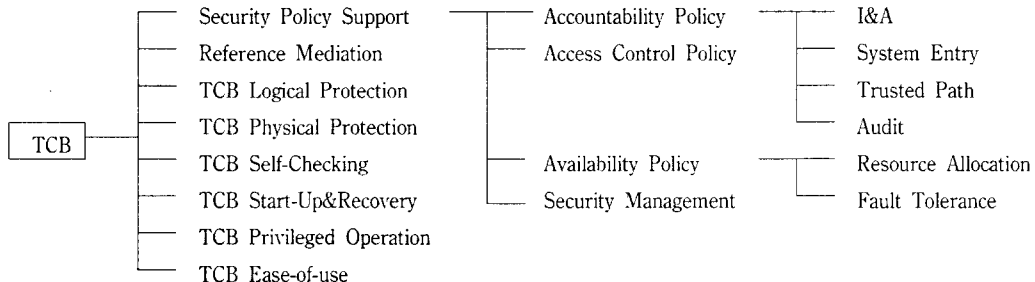 Security Policy Support Accountability Policy I&A
Reference Mediation Access Control Policy System Entry
TCB Logical Protection Trusted Path
TCB Physical Protection Audit
TCB
TCB Self-Checking Availability Policy Resource Allocation
TCB Start-Up&Recovery Security Management Fault Tolerance
TCB Privileged Operation
TCB Ease-of-use